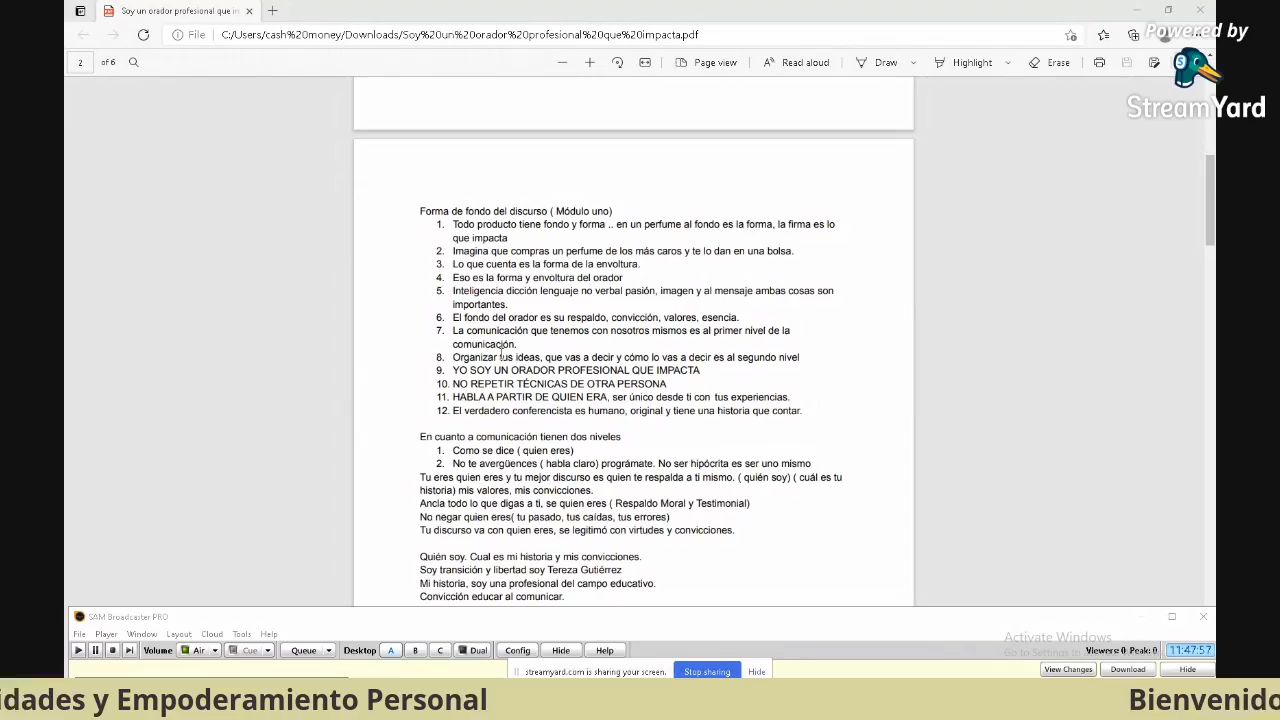 Soy un orador profesional que im
Powered by
File
C:/Users/cash%20money/Downloads/Soy%20un%20orador%20profesional%20que%20impacta.pdf
2 of 6
Page view
Read aloud
Draw
Highlight
Erase
StreamYard
Forma de fondo del discurso ( Módulo uno)
1. Todo producto tiene fondo y forma .. en un perfume al fondo es la forma, la firma es lo
que impacta
2. Imagina que compras un perfume de los más caros y te lo dan en una bolsa.
3. Lo que cuenta es la forma de la envoltura.
4. Eso es la forma y envoltura del orador
5. Inteligencia dicción lenguaje no verbal pasión, imagen y al mensaje ambas cosas son
importantes.
6. El fondo del orador es su respaldo, convicción, valores, esencia.
7. La comunicación que tenemos con nosotros mismos es al primer nivel de la
comunicación.
8. Organizar tus ideas, que vas a decir y cómo lo vas a decir es al segundo nivel
9. YO SOY UN ORADOR PROFESIONAL QUE IMPACTA
10. NO REPETIR TÉCNICAS DE OTRA PERSONA
11. HABLA A PARTIR DE QUIEN ERA, ser único desde ti con tus experiencias.
12. El verdadero conferencista es humano, original y tiene una historia que contar.
En cuanto a comunicación tienen dos niveles
1. Como se dice ( quien eres)
2. No te avergünces ( habla claro) prográmate. No ser hipócrita es ser uno mismo
Tu eres quien eres y tu mejor discurso es quien te respalda a ti mismo. ( quién soy) ( cuál es tu
historia) mis valores, mis convicciones.
Ancla todo lo que digas a ti, se quien eres ( Respaldo Moral y Testimonial)
No negar quien eres( tu pasado, tus caídas, tus errores)
Tu discurso va con quien eres, se legitimó con virtudes y convicciones.
Quién soy. Cual es mi historia y mis convicciones.
Soy transición y libertad soy Tereza Gutiérrez
Mi historia, soy una profesional del campo educativo.
Convicción educar al comunicar.
SAM Broadcaster PRO
File Player Window Layout Cloud Tools Help
Activate Windows
Go to Settings to
Volume Air Cue Queue Desktop A B C Dual Config Hide Help
Viewers: 0 Peak: 0 11:47:57
streamyard.com is sharing your screen. Stop sharing Hide
View Changes Download Hide
idades y Empoderamiento Personal
Bienvenido